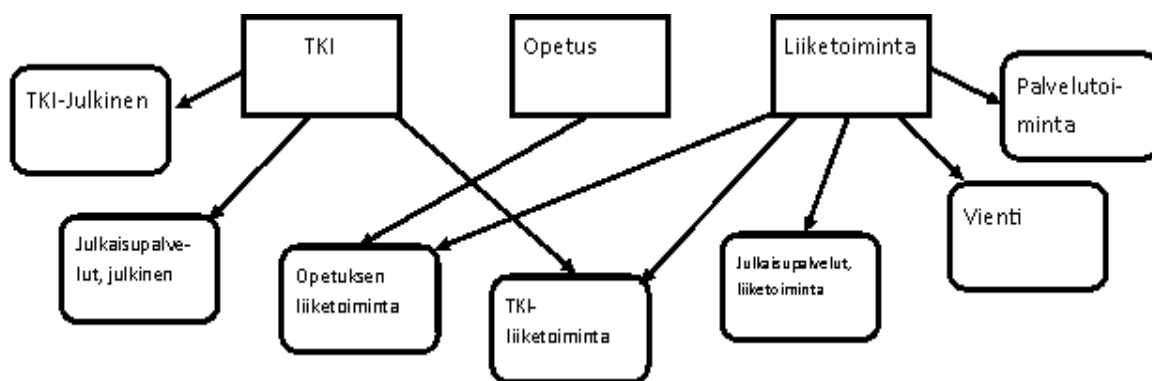 TKI
Opetus
Liiketoiminta
TKI-Julkinen
Palvelutoi-
minta
Julkaisupalve-
lut, julkinen
Opetuksen
liiketoiminta
TKI-
liiketoiminta
Julkaisupalvelut,
liiketoiminta
Vienti